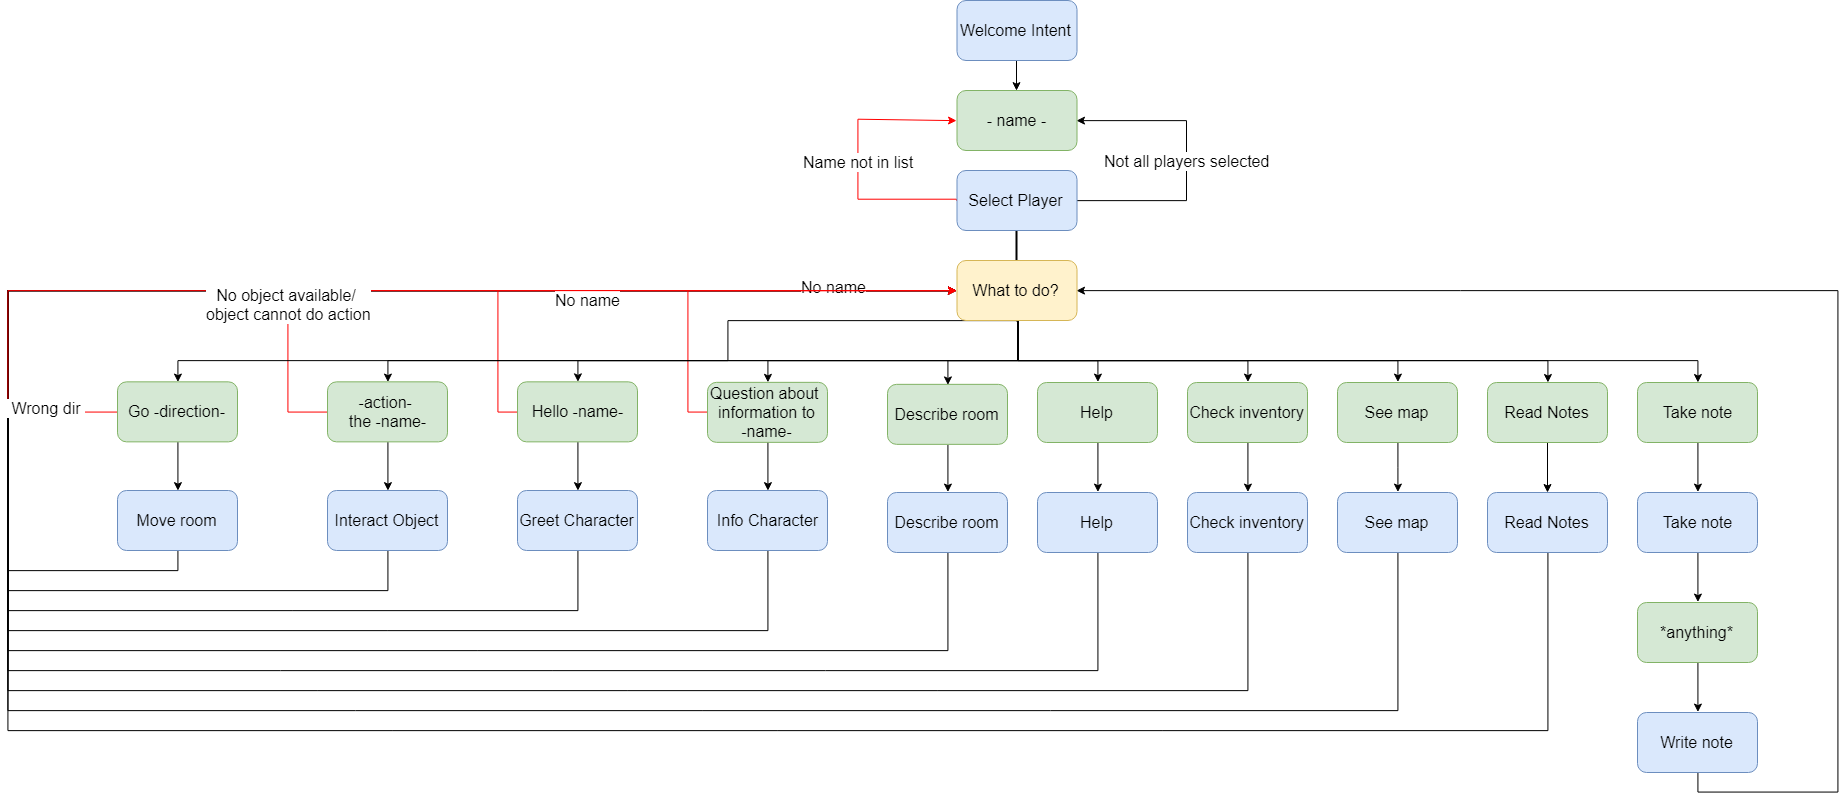 Welcome Intent
- name -
Name not in list
Not all players selected
Select Player
No object available/
object cannot do action
No name
No name
What to do?
Wrong dir
Go -direction-
-action-
the -name-
Hello -name-
Question about
information to
-name-
Describe room
Help
Check inventory
See map
Read Notes
Take note
Move room
Interact Object
Greet Character
Info Character
Describe room
Help
Check inventory
See map
Read Notes
Take note
*anything*
Write note